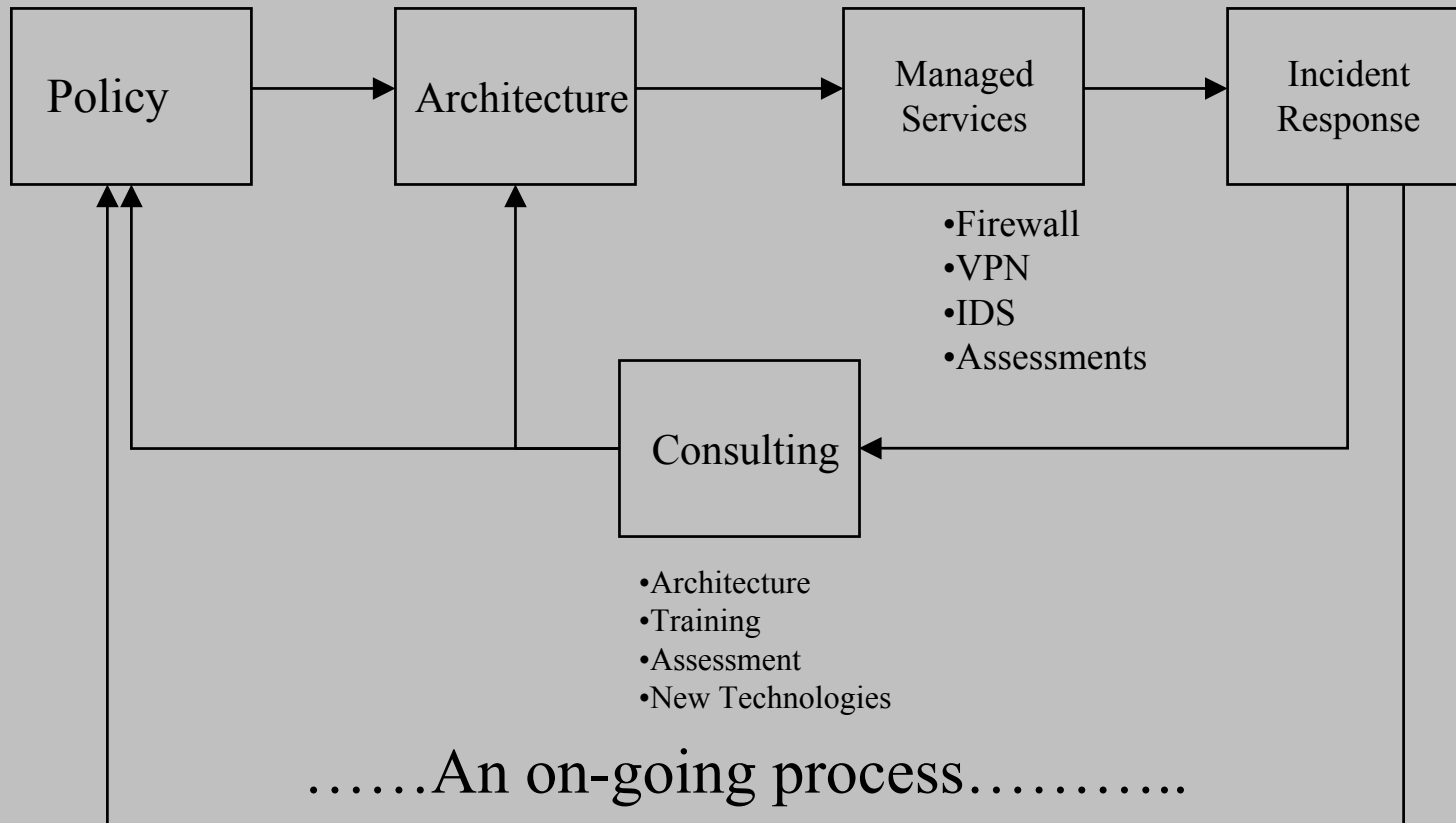 Policy
Architecture
Managed
Services
Incident
Response
•Firewall
•VPN
•IDS
•Assessments
Consulting
•Architecture
•Training
•Assessment
•New Technologies
……An on-going process………..